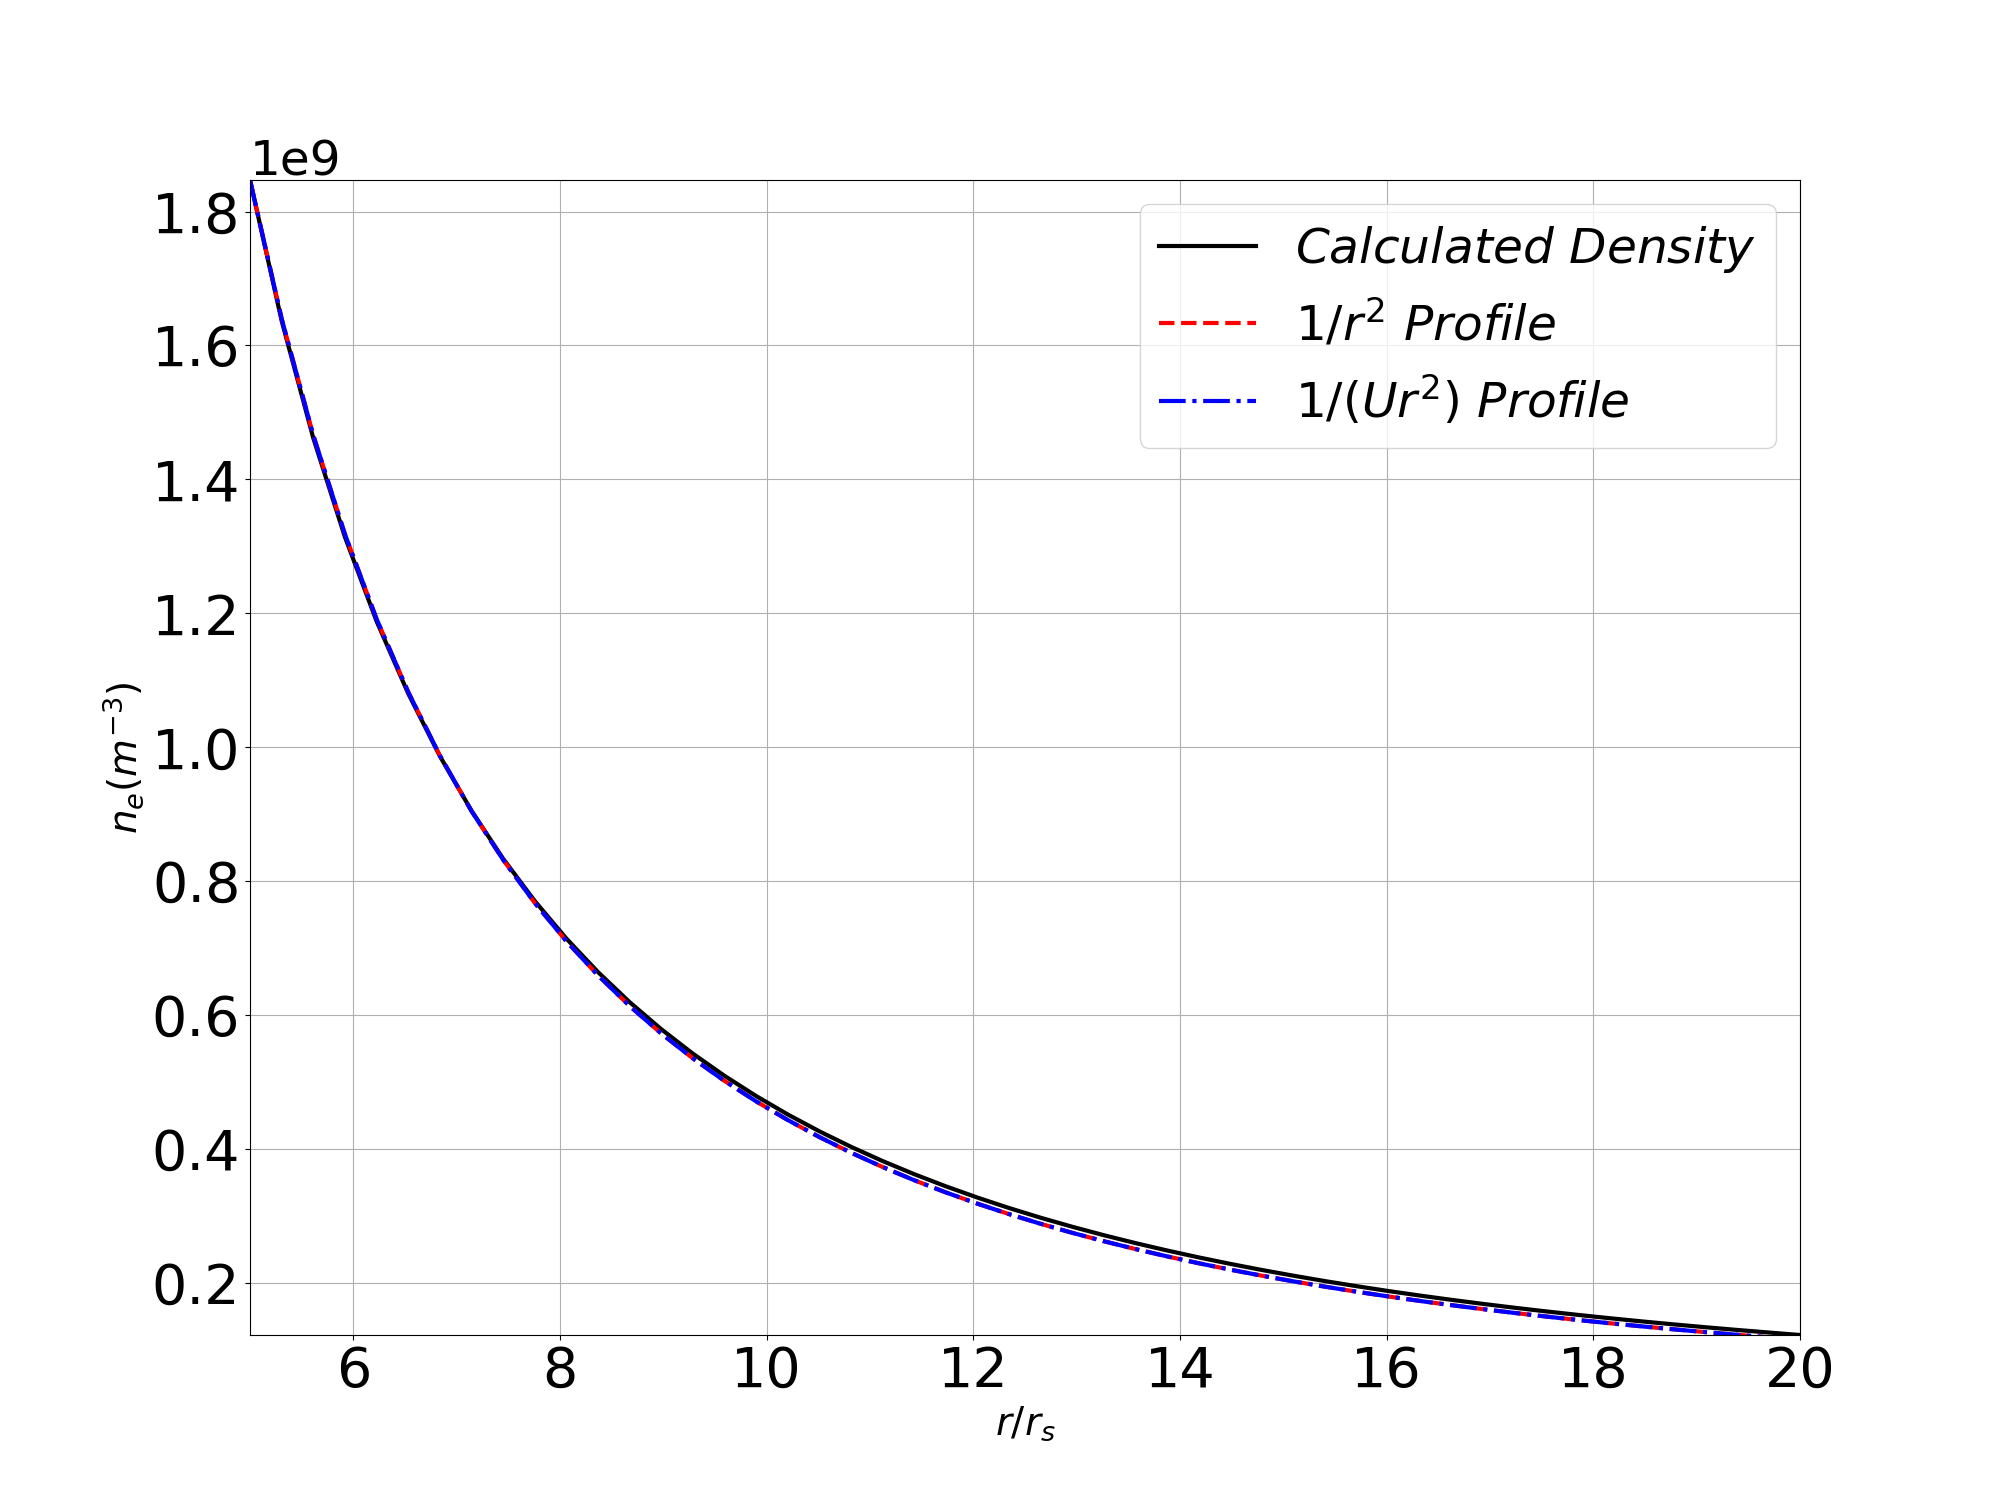 1e9
1.8
1.6
1.4
1.2
1.0
0.8
0.6
0.4
0.2
n_e(m^{-3})
Calculated Density
1/r^2 Profile
1/(Ur^2) Profile
6 8 10 12 14 16 18 20
r/r_s